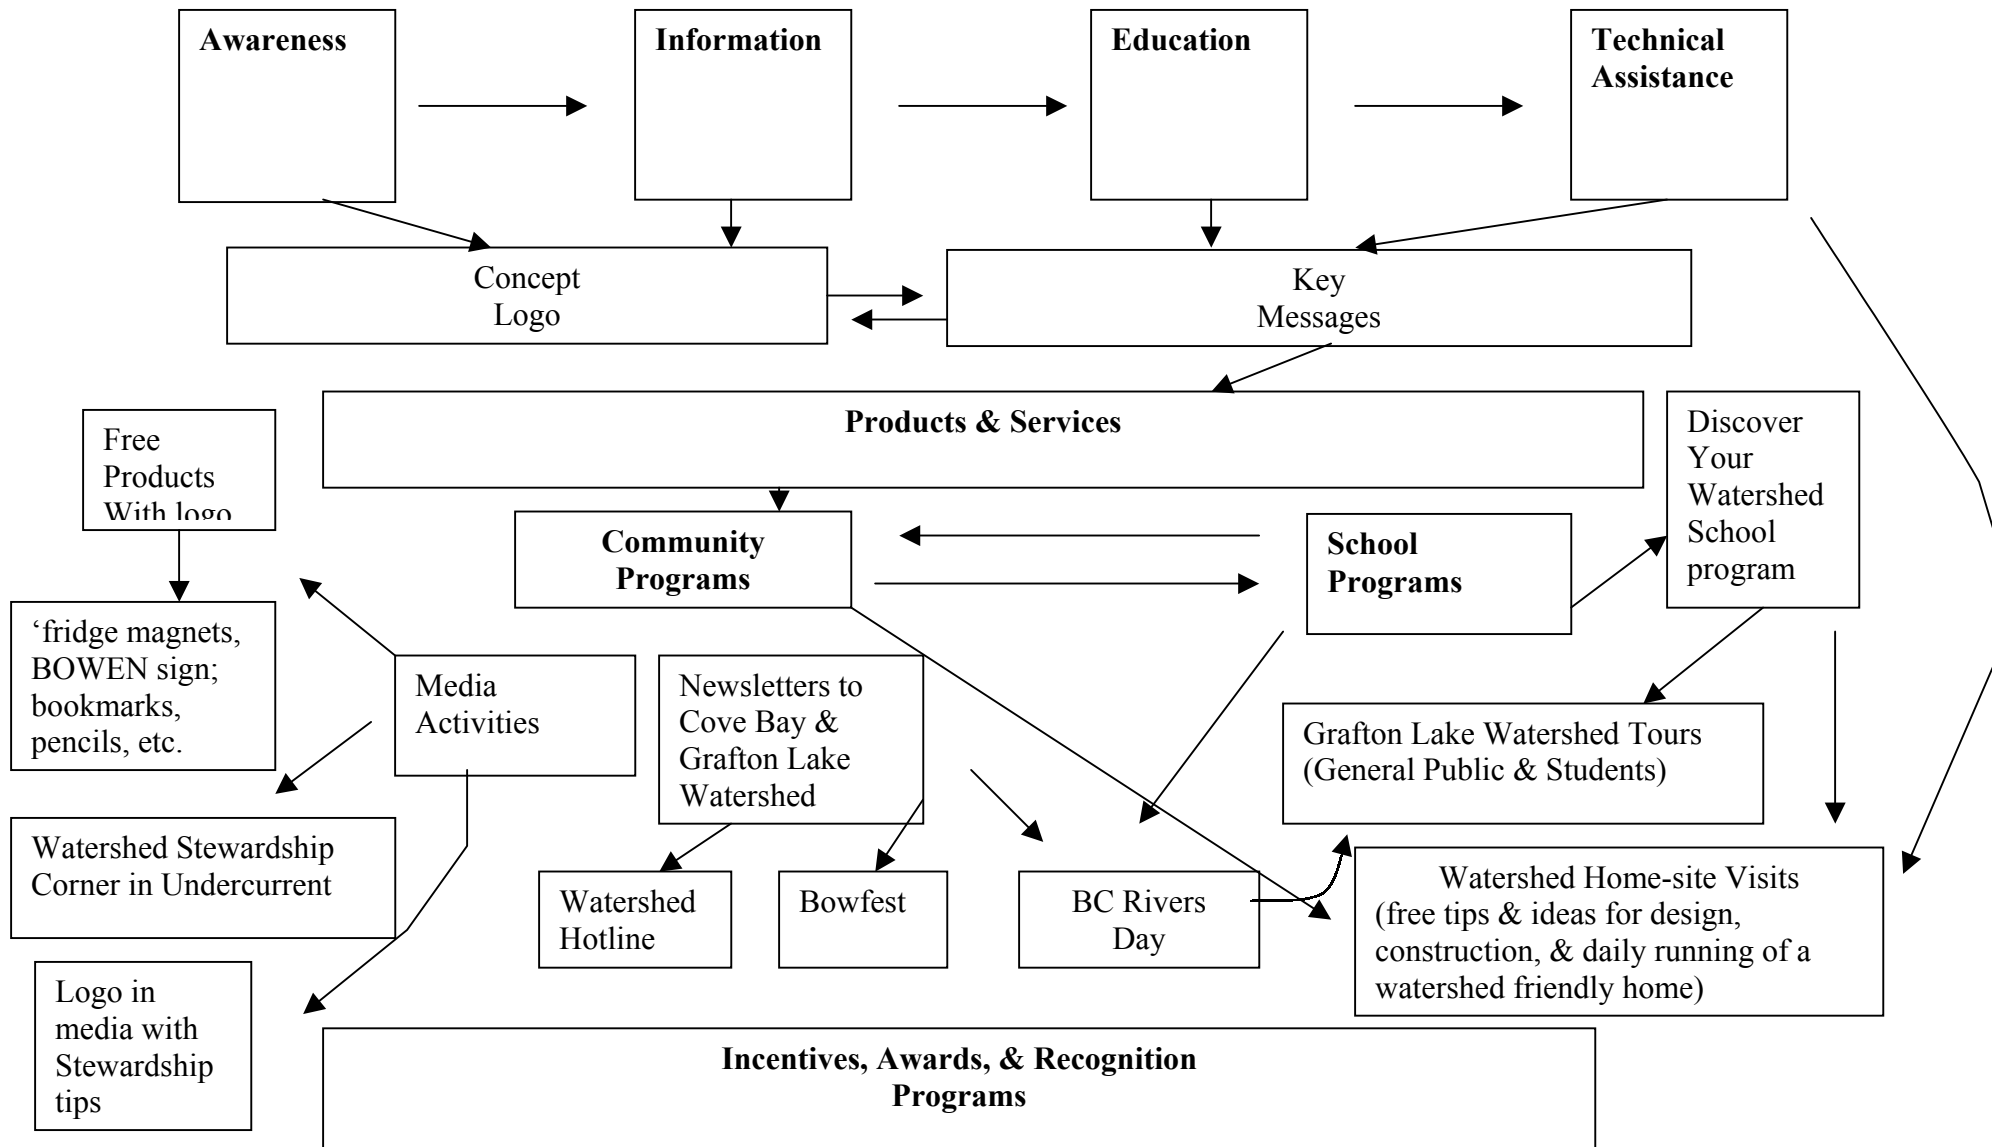 Awareness
Information
Education
Technical
Assistance
Concept
Logo
Key
Messages
Products & Services
Free
Products
With logo
Discover
Your
Watershed
School
program
Community
Programs
School
Programs
‘fridge magnets,
BOWEN sign;
bookmarks,
pencils, etc.
Media
Activities
Newsletters to
Cove Bay &
Grafton Lake
Watershed
Grafton Lake Watershed Tours
(General Public & Students)
Watershed Stewardship
Corner in Undercurrent
Watershed
Hotline
Bowfest
BC Rivers
Day
Watershed Home-site Visits
(free tips & ideas for design,
construction, & daily running of a
watershed friendly home)
Logo in
media with
Stewardship
tips
Incentives, Awards, & Recognition
Programs